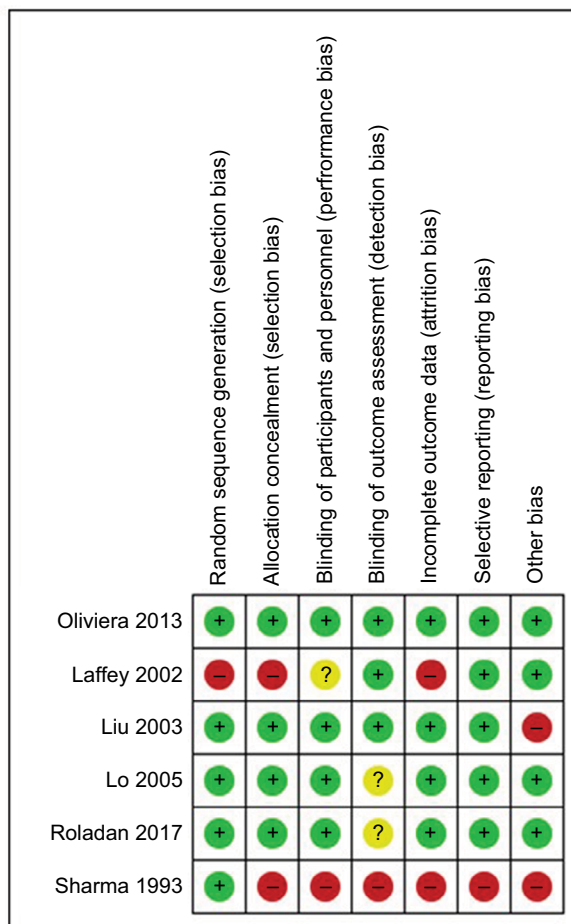 Random sequence generation (selection bias)
Allocation concealment (selection bias)
Blinding of participants and personnel (perfrormance bias)
Blinding of outcome assessment (detection bias)
Incomplete outcome data (attrition bias)
Selective reporting (reporting bias)
Other bias
Oliviera 2013 + + + + + + +
Laffey 2002 − − ? + − + +
Liu 2003 + + + + + + −
Lo 2005 + + + ? + + +
Roladan 2017 + + + ? + + +
Sharma 1993 + − − − − − −